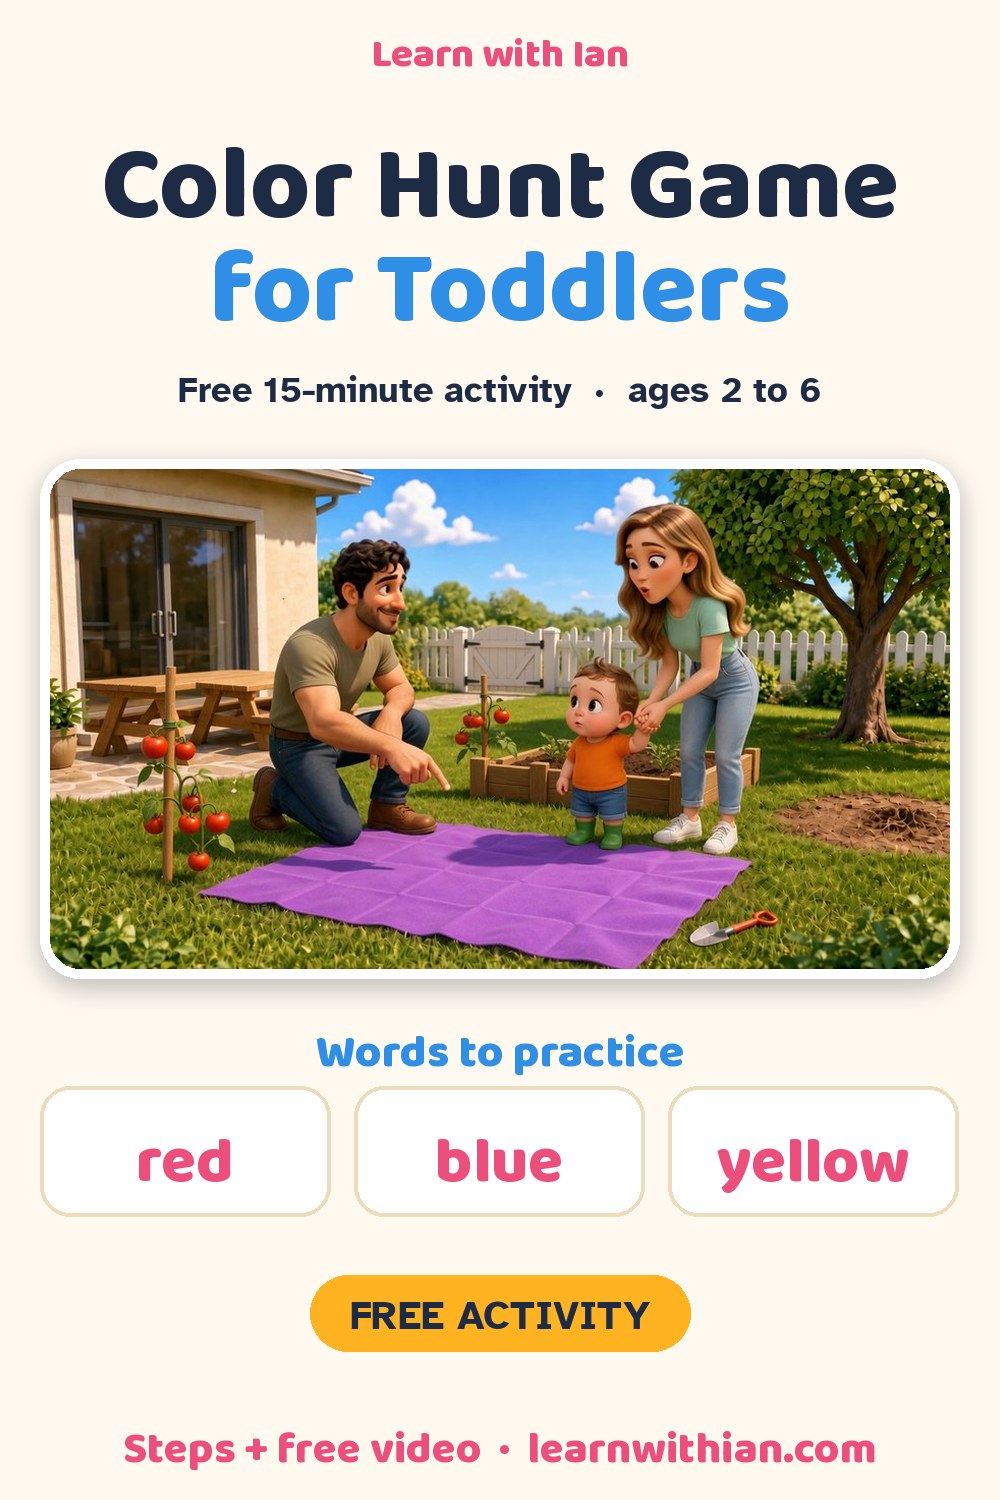 Learn with Ian
Color Hunt Game
for Toddlers
Free 15-minute activity · ages 2 to 6
Words to practice
red
blue
yellow
FREE ACTIVITY
Steps + free video · learnwithian.com